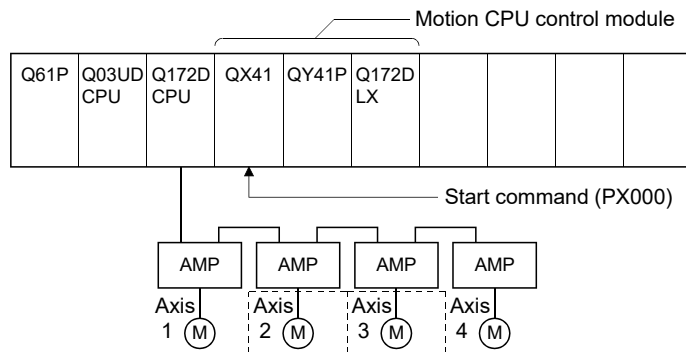 Motion CPU control module
Q61P Q03UD CPU Q172D CPU QX41 QY41P Q172D LX
Start command (PX000)
AMP AMP AMP AMP
Axis 1 M Axis 2 M Axis 3 M Axis 4 M